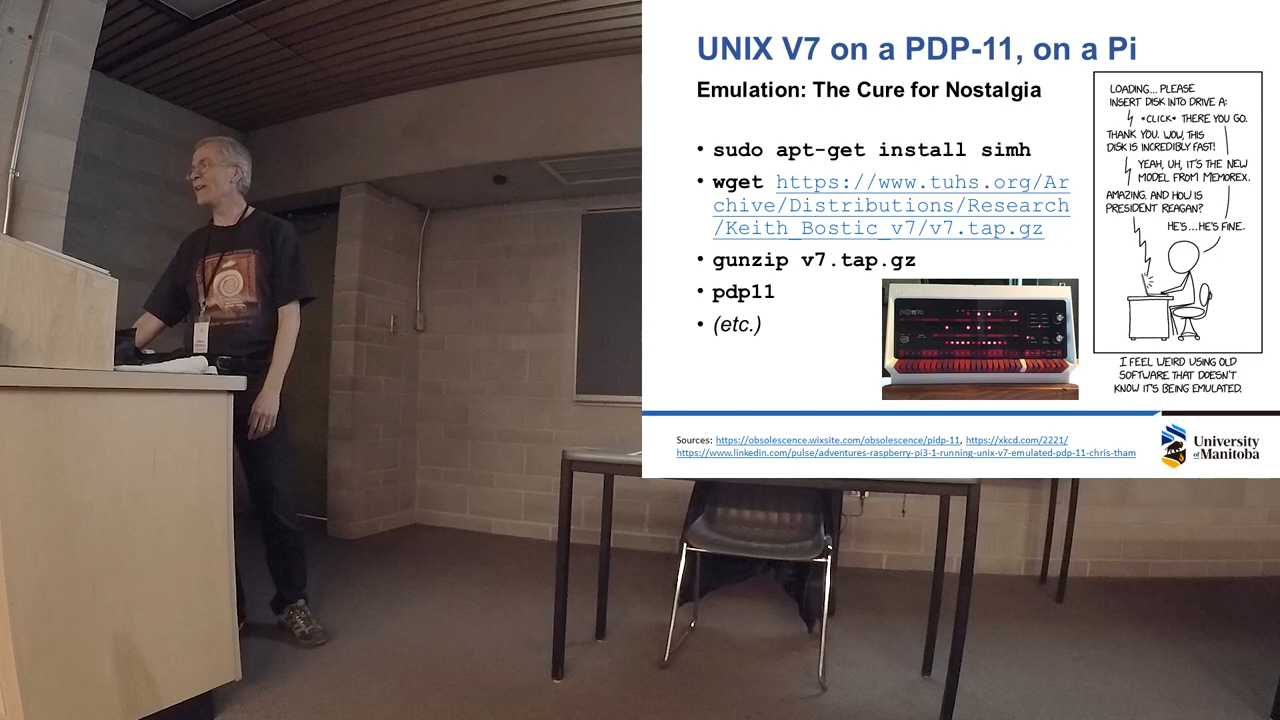 UNIX V7 on a PDP-11, on a Pi
Emulation: The Cure for Nostalgia
• sudo apt-get install simh
• wget https://www.tuhs.org/Ar
chive/Distributions/Research
/Keith_Bostic_v7/v7.tap.gz
• gunzip v7.tap.gz
• pdp11
• (etc.)
LOADING... PLEASE
INSERT DISK INTO DRIVE A:
*CLICK* THERE YOU GO.
THANK YOU. WOW, THIS
DISK IS INCREDIBLY FAST!
YEAH, UH, IT'S THE NEW
MODEL FROM MEMOREX.
AMAZING. AND HOW IS
PRESIDENT REAGAN?
HE'S...HE'S FINE.
I FEEL WEIRD USING OLD
SOFTWARE THAT DOESN'T
KNOW IT'S BEING EMULATED.
Sources: https://obsolescence.wixsite.com/obsolescence/pidp-11, https://xkcd.com/2221/
https://www.linkedin.com/pulse/adventures-raspberry-pi3-1-running-unix-v7-emulated-pdp-11-chris-tham
University
of Manitoba